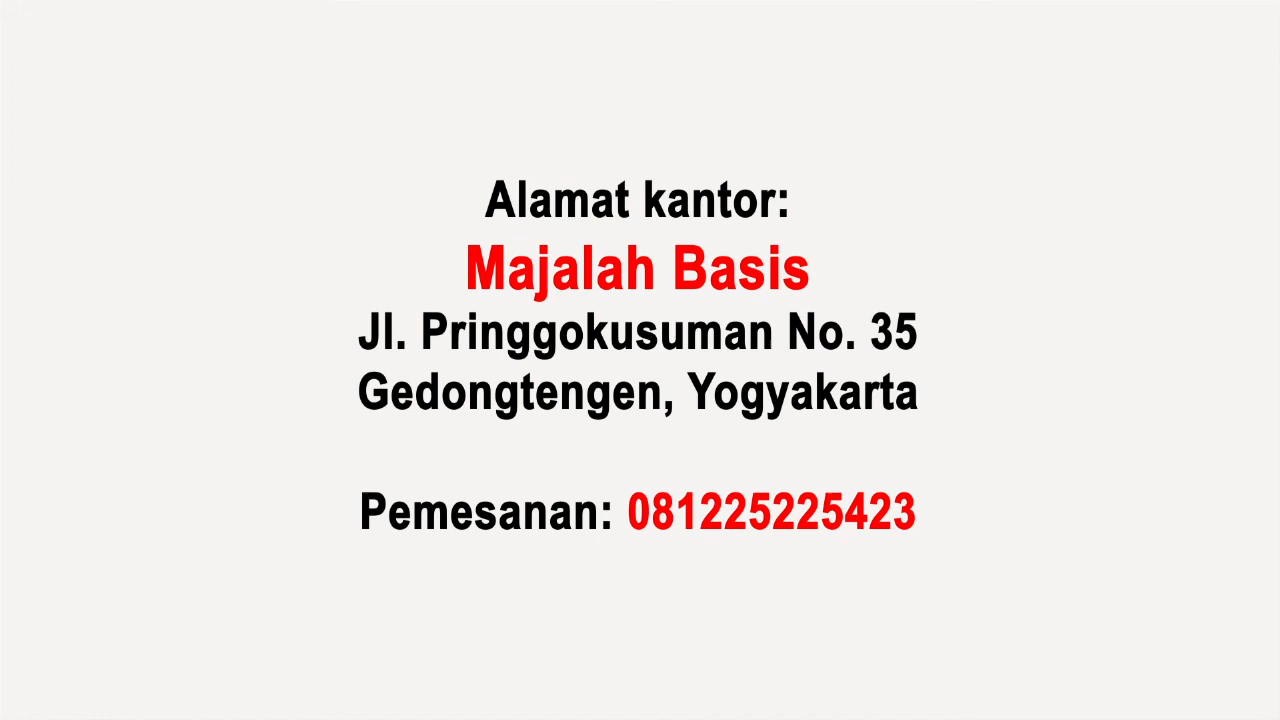 Alamat kantor:
Majalah Basis
Jl. Pringgokusuman No. 35
Gedongtengen, Yogyakarta
Pemesanan: 081225225423